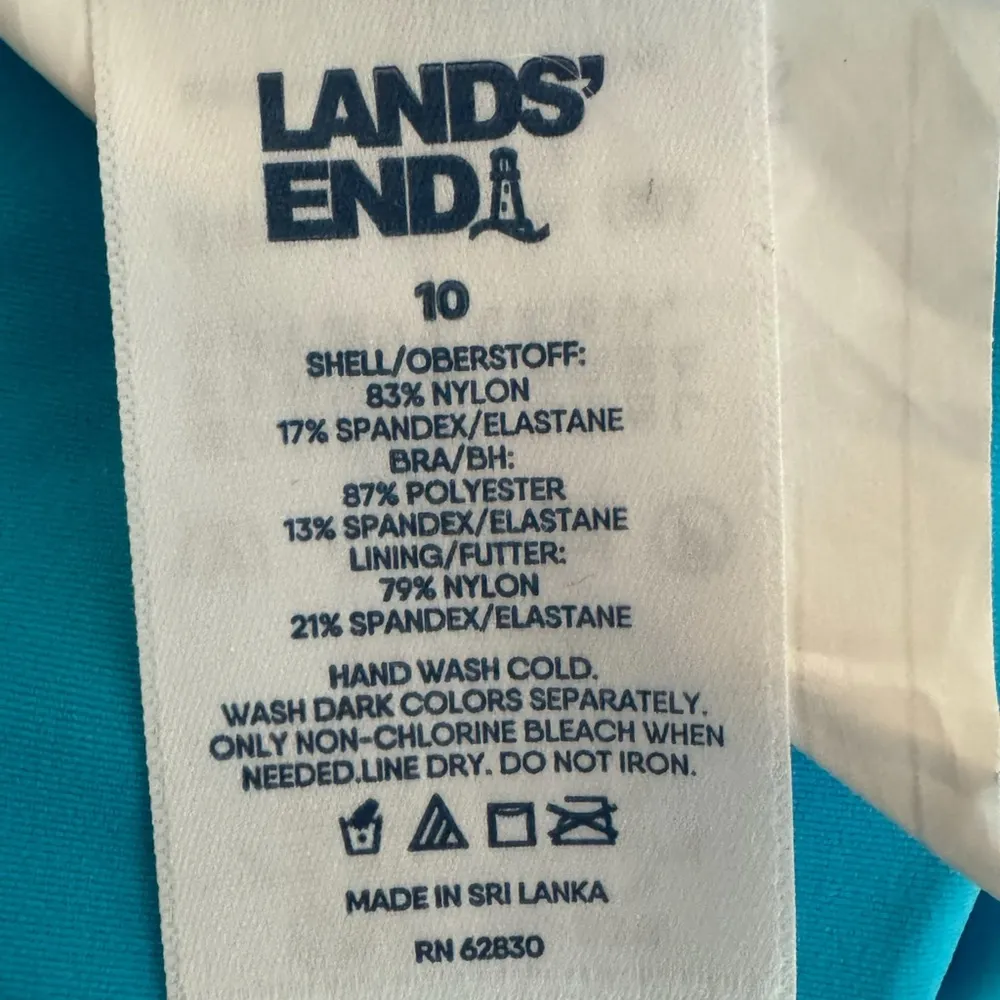 LANDS'
END
10
SHELL/OBERSTOFF:
83% NYLON
17% SPANDEX/ELASTANE
BRA/BH:
87% POLYESTER
13% SPANDEX/ELASTANE
LINING/FUTTER:
79% NYLON
21% SPANDEX/ELASTANE
HAND WASH COLD.
WASH DARK COLORS SEPARATELY.
ONLY NON-CHLORINE BLEACH WHEN
NEEDED.LINE DRY. DO NOT IRON.
MADE IN SRI LANKA
RN 62830